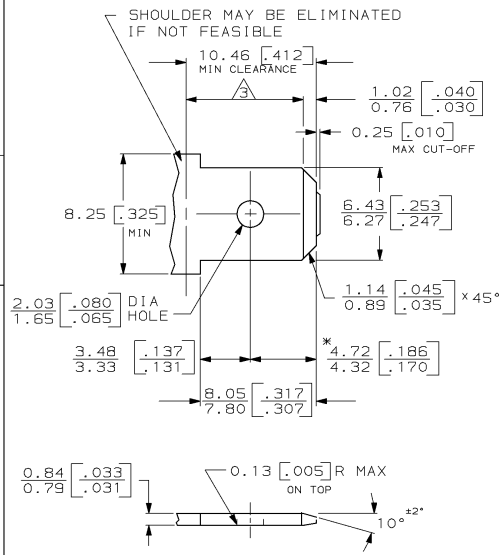 SHOULDER MAY BE ELIMINATED
IF NOT FEASIBLE
10.46 [.412]
MIN CLEARANCE
3
1.02 [.040]
0.76 [.030]
0.25 [.010]
MAX CUT-OFF
8.25 [.325]
MIN
6.43 [.253]
6.27 [.247]
2.03 [.080] DIA
1.65 [.065] HOLE
1.14 [.045] x 45°
0.89 [.035]
3.48 [.137]
3.33 [.131]
* 4.72 [.186]
4.32 [.170]
8.05 [.317]
7.80 [.307]
0.84 [.033]
0.79 [.031]
0.13 [.005] R MAX
ON TOP
10° ±2°